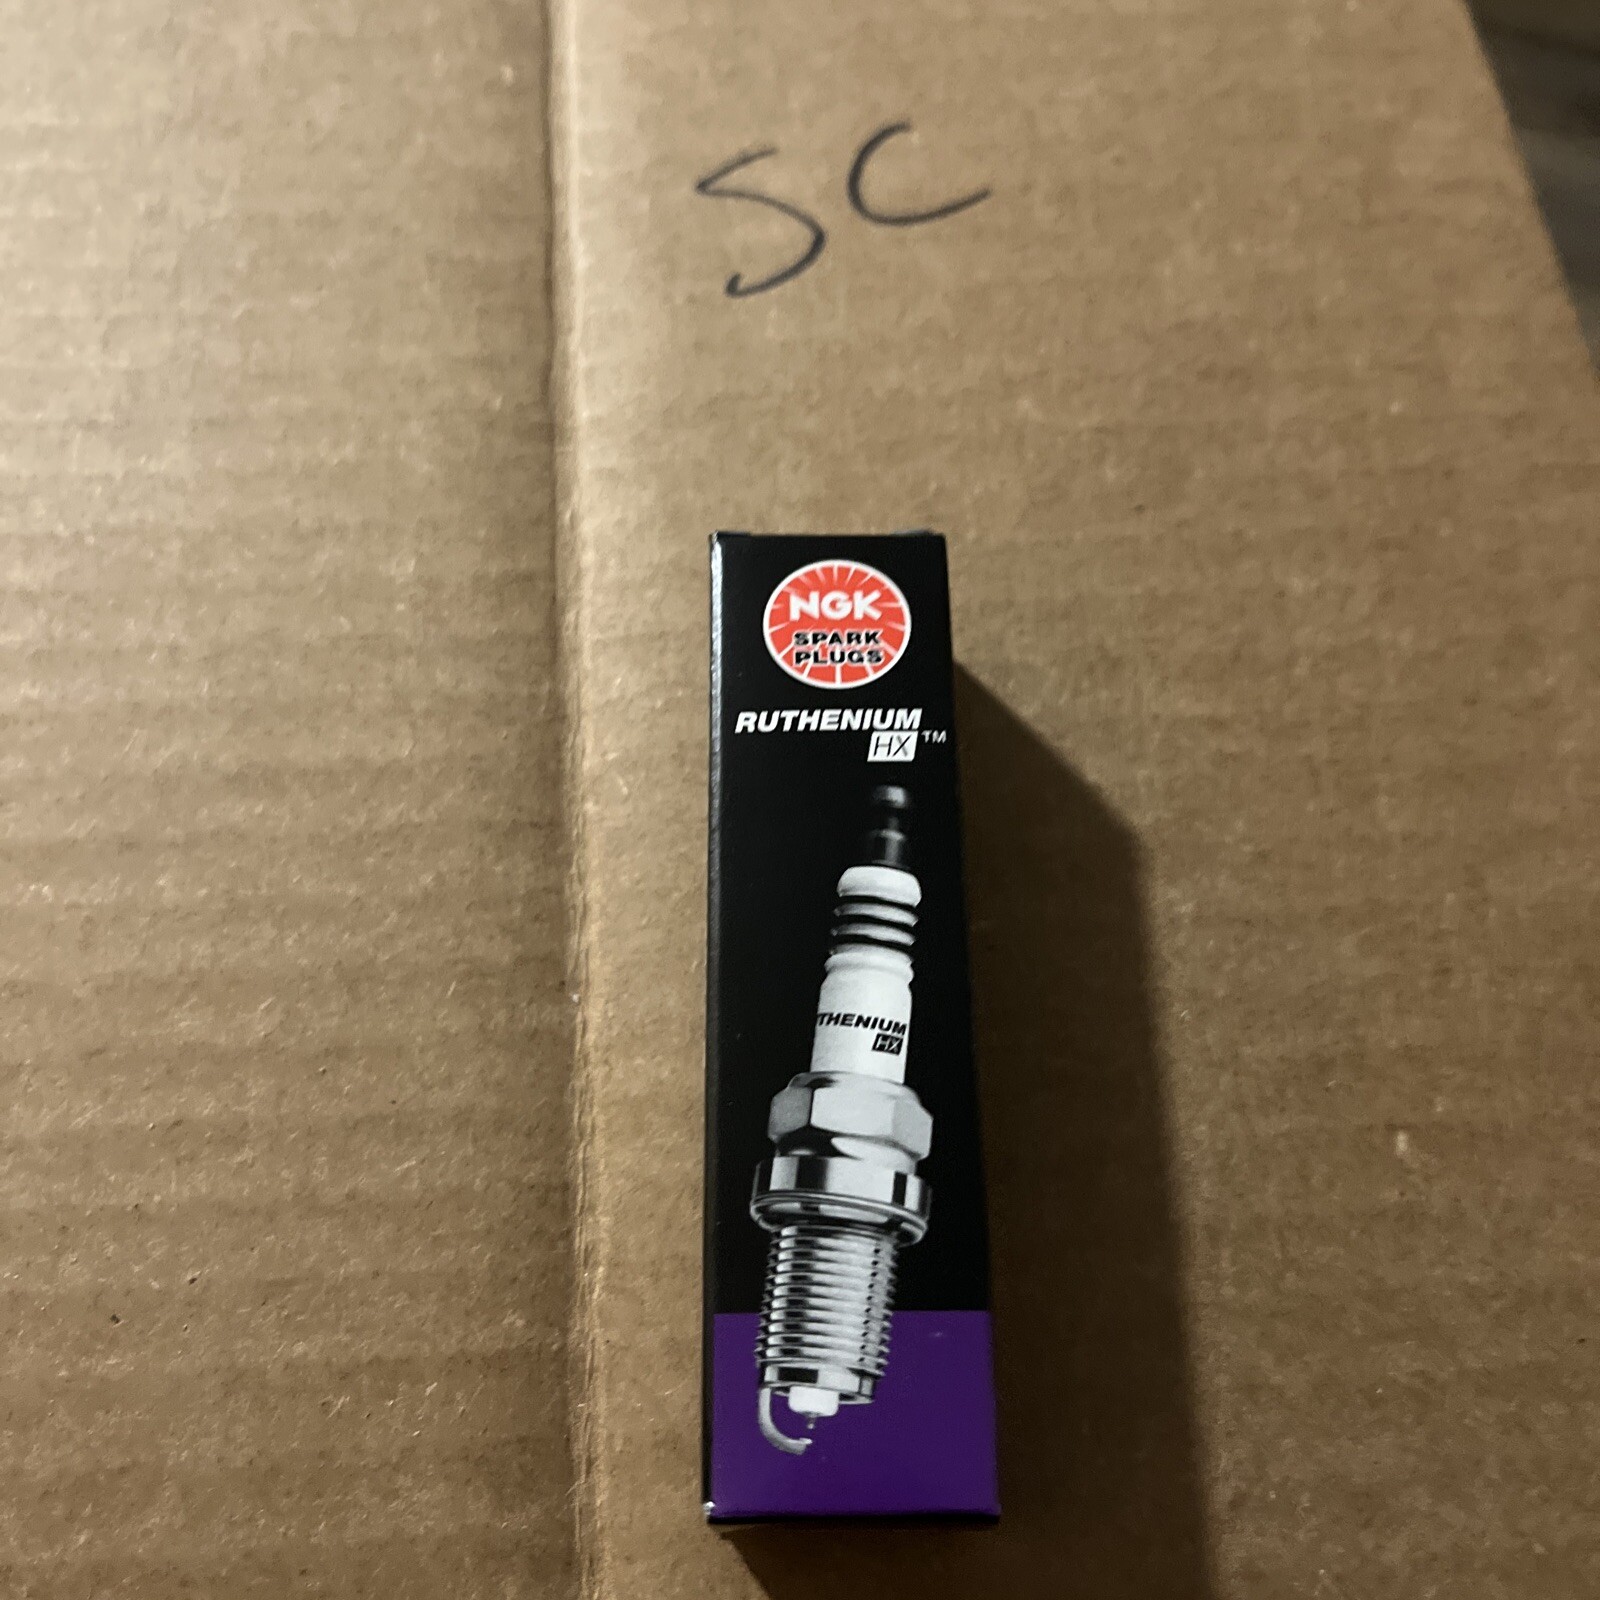 SC
NGK
SPARK
PLUGS
RUTHENIUM
HX™
THENIUM
HX